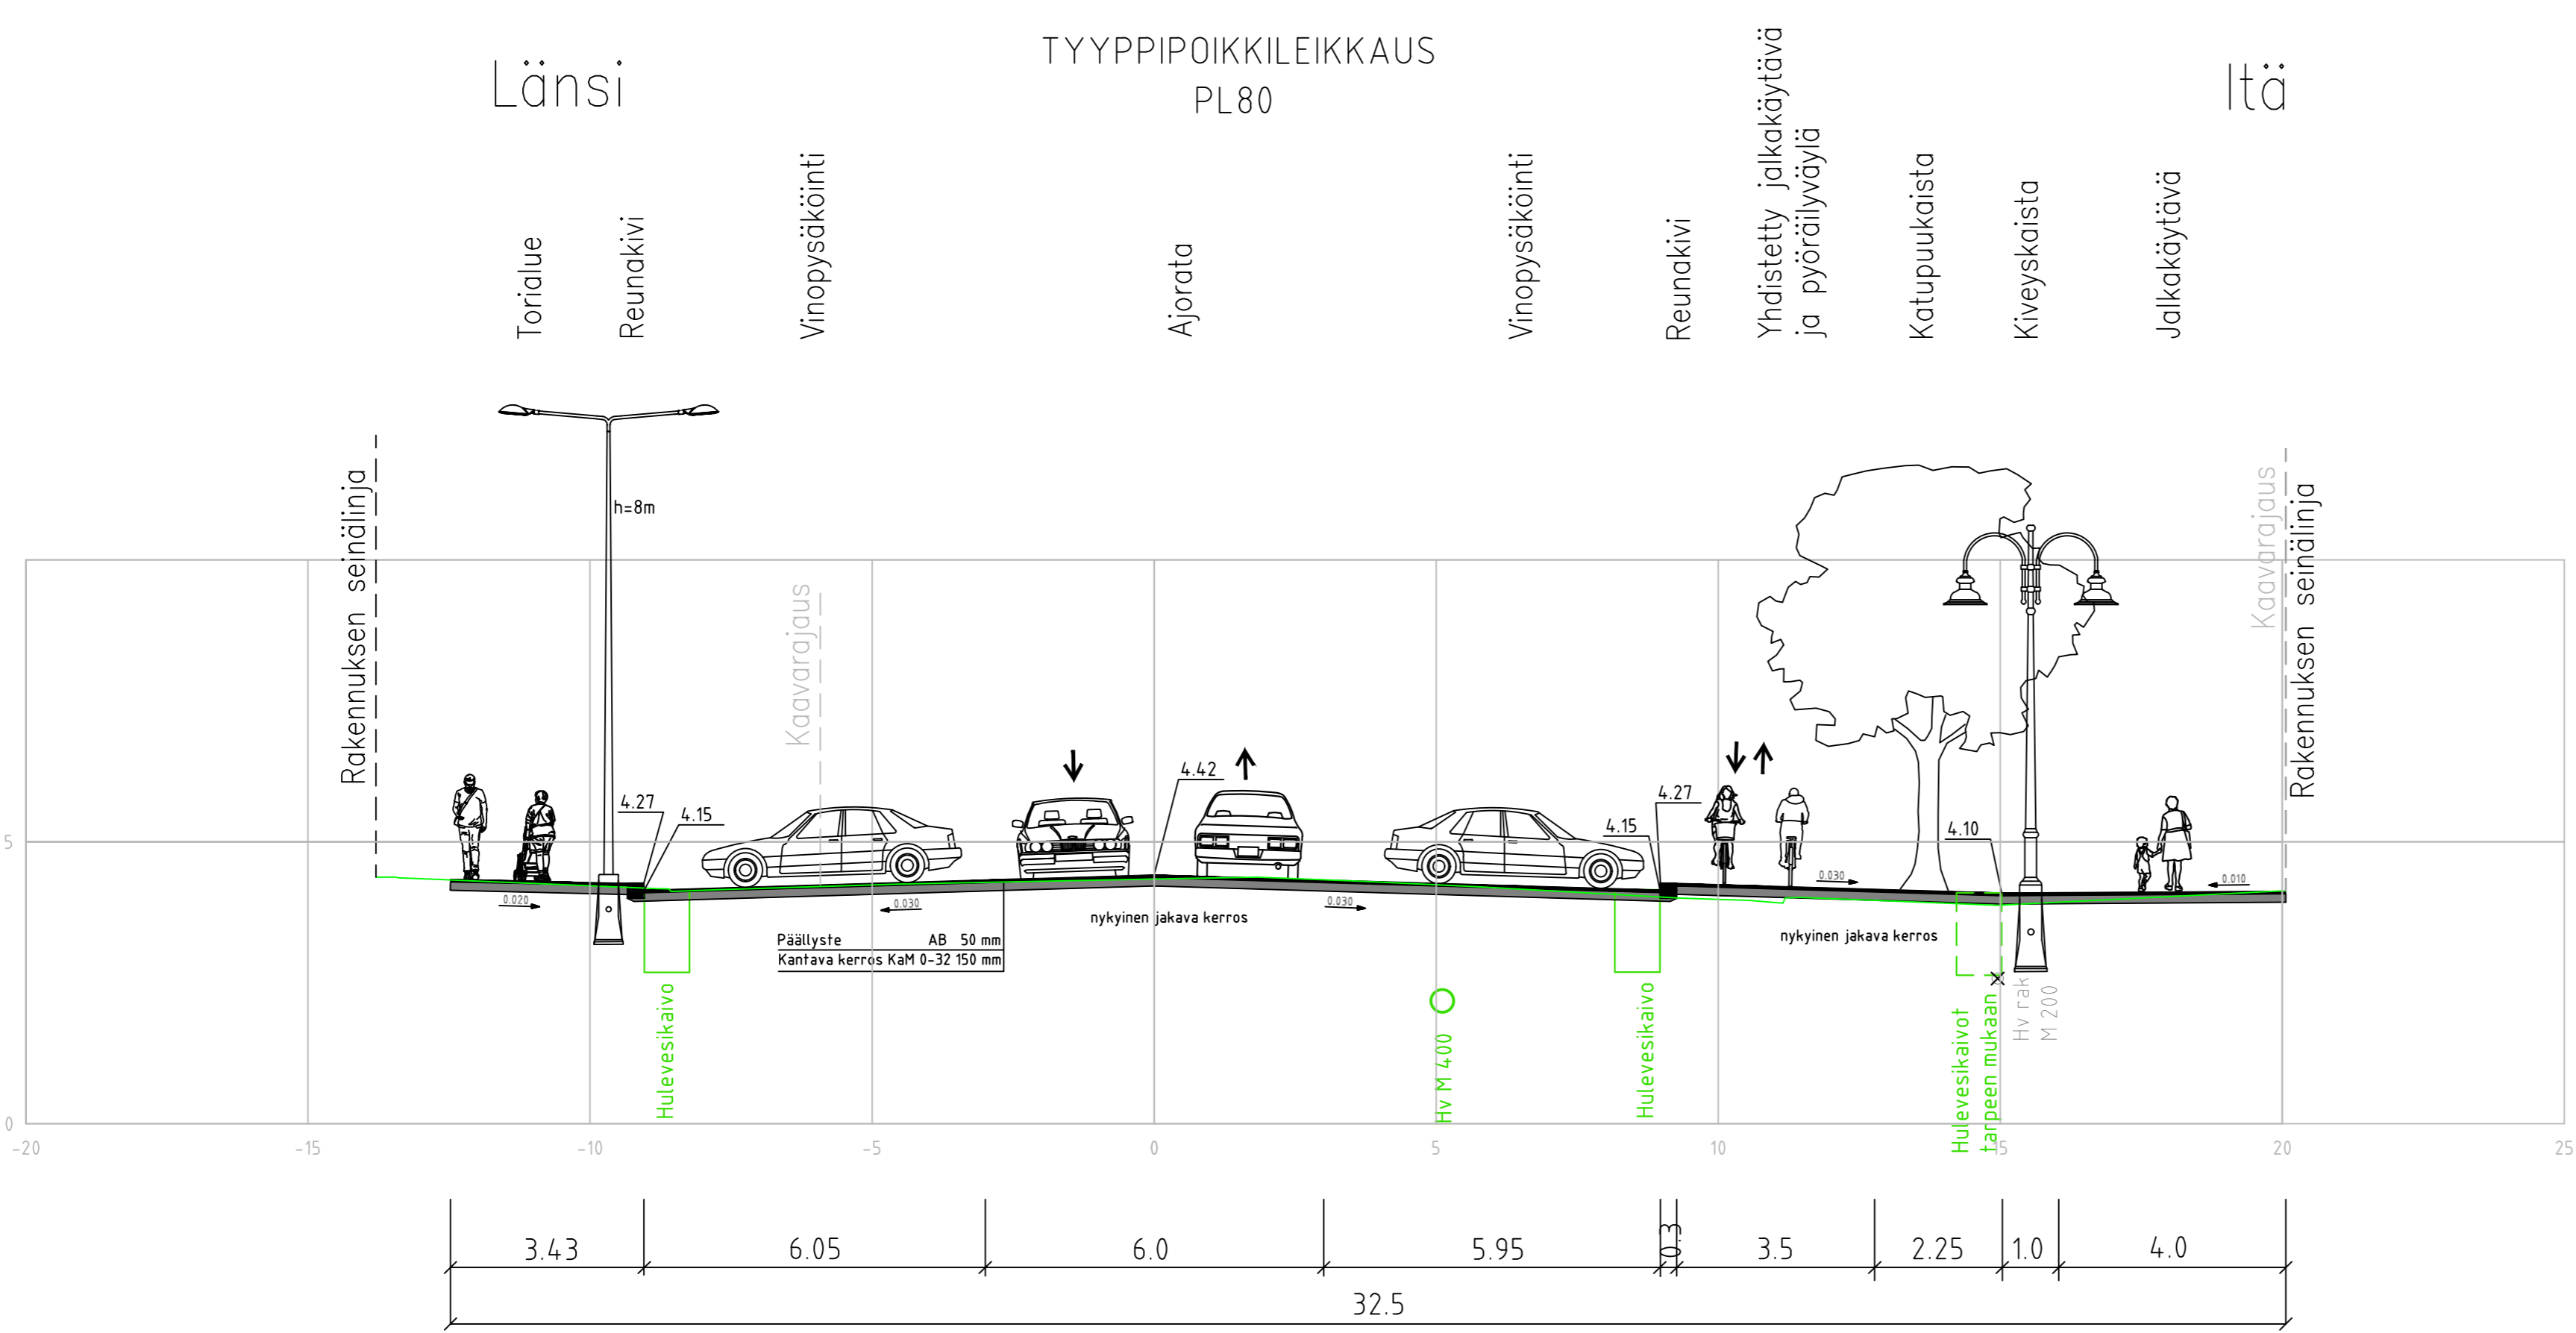 TYYPPIPOIKKILEIKKAUS
PL80
Länsi
Itä
Torialue
Reunakivi
Vinopysäköinti
Ajorata
Vinopysäköinti
Reunakivi
Yhdistetty jalkakäytävä
ja pyöräilyväylä
Katupuukaista
Kiveyskaista
Jalkakäytävä
Rakennuksen seinälinja
h=8m
Kaavarajaus
Kaavarajaus
Rakennuksen seinälinja
4.27
4.15
4.42
4.15
4.27
4.10
0.020
0.030
0.030
0.030
0.010
nykyinen jakava kerros
nykyinen jakava kerros
Päällyste AB 50 mm
Kantava kerros KaM 0-32 150 mm
Hulevesikaivo
Hv M 400
Hulevesikaivo
Hulevesikaivot
tarpeen mukaan
Hv rak
M 200
5
0
-20 -15 -10 -5 0 5 10 15 20 25
3.43 6.05 6.0 5.95 0.3 3.5 2.25 1.0 4.0
32.5